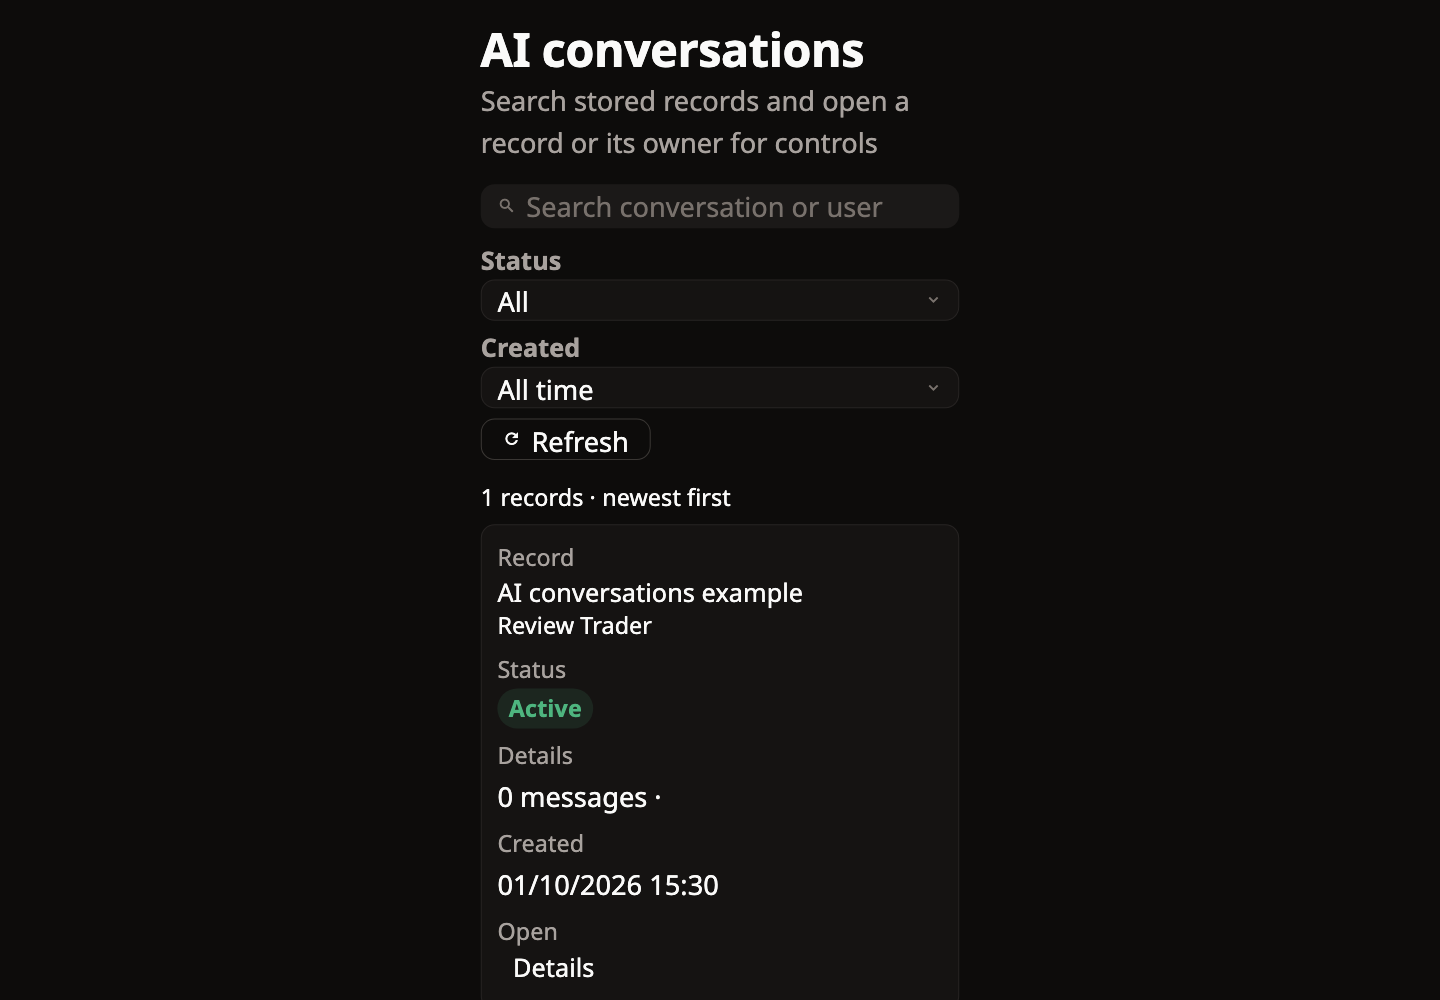 AI conversations
Search stored records and open a
record or its owner for controls
Search conversation or user
Status
All
Created
All time
Refresh
1 records · newest first
Record
AI conversations example
Review Trader
Status
Active
Details
0 messages ·
Created
01/10/2026 15:30
Open
Details